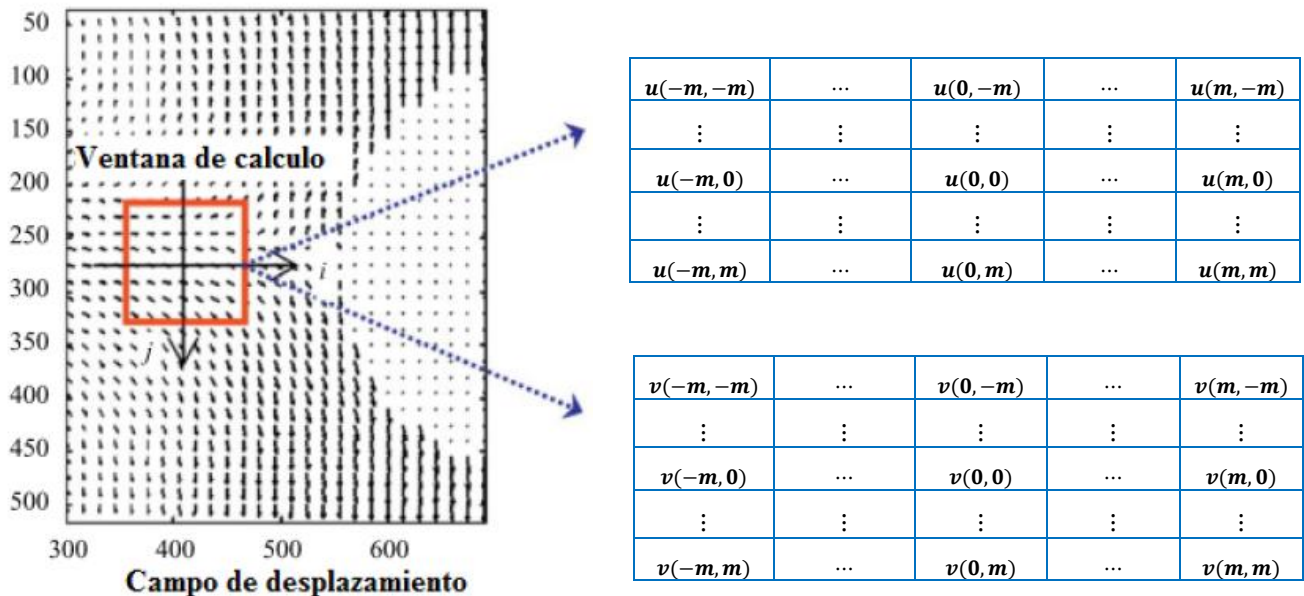 50
100
150
200
250
300
350
400
450
500
Ventana de calculo
i
j
300 400 500 600
Campo de desplazamiento
u(-m, -m) ⋯ u(0, -m) ⋯ u(m, -m)
⋮ ⋮ ⋮ ⋮ ⋮
u(-m, 0) ⋯ u(0, 0) ⋯ u(m, 0)
⋮ ⋮ ⋮ ⋮ ⋮
u(-m, m) ⋯ u(0, m) ⋯ u(m, m)
v(-m, -m) ⋯ v(0, -m) ⋯ v(m, -m)
⋮ ⋮ ⋮ ⋮ ⋮
v(-m, 0) ⋯ v(0, 0) ⋯ v(m, 0)
⋮ ⋮ ⋮ ⋮ ⋮
v(-m, m) ⋯ v(0, m) ⋯ v(m, m)